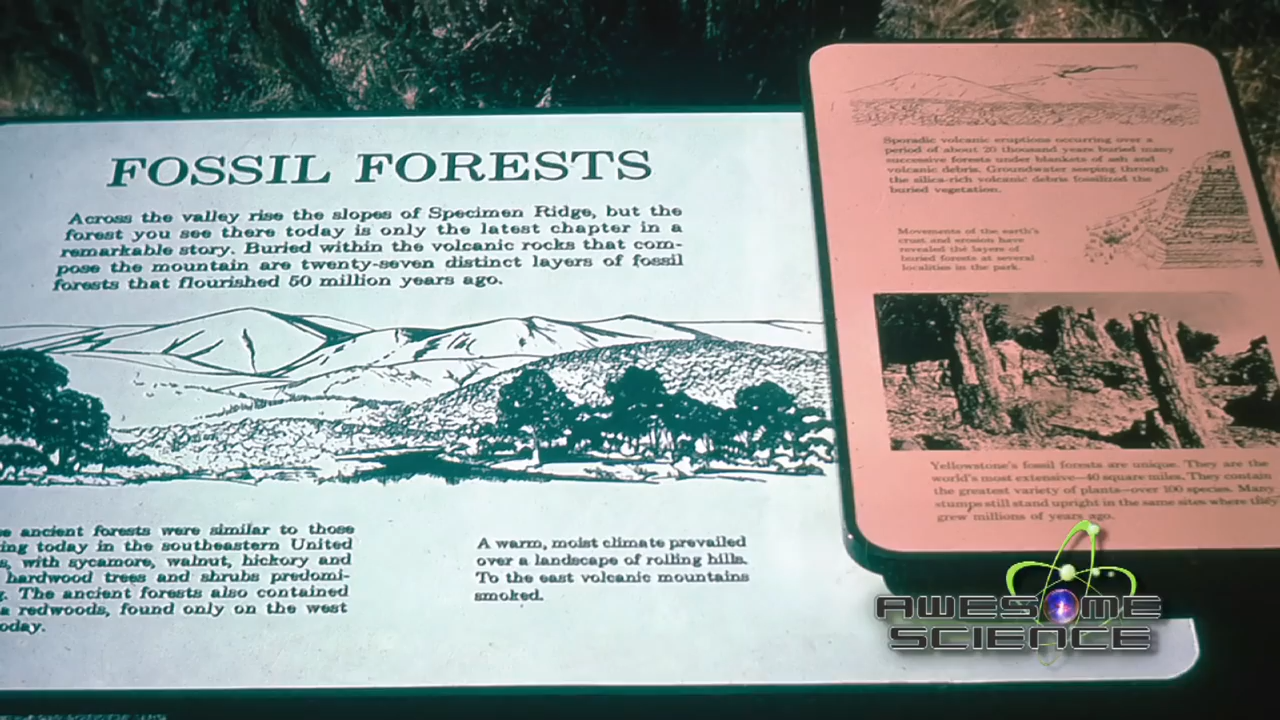 FOSSIL FORESTS
Across the valley rise the slopes of Specimen Ridge, but the
forest you see there today is only the latest chapter in a
remarkable story. Buried within the volcanic rocks that com-
pose the mountain are twenty-seven distinct layers of fossil
forests that flourished 50 million years ago.
e ancient forests were similar to those
ing today in the southeastern United
s, with sycamore, walnut, hickory and
hardwood trees and shrubs predomi-
g. The ancient forests also contained
a redwoods, found only on the west
oday.
A warm, moist climate prevailed
over a landscape of rolling hills.
To the east volcanic mountains
smoked.
Sporadic volcanic eruptions occurring over a
period of about 20 thousand years buried many
successive forests under blankets of ash and
volcanic debris. Groundwater seeping through
the silica-rich volcanic debris fossilized the
buried vegetation.
Movements of the earth's
crust and erosion have
revealed the layers of
buried forests at several
localities in the park.
Yellowstone's fossil forests are unique. They are the
world's most extensive—40 square miles. They contain
the greatest variety of plants—over 100 species. Many
stumps still stand upright in the same sites where they
grew millions of years ago.
AWESOME
SCIENCE